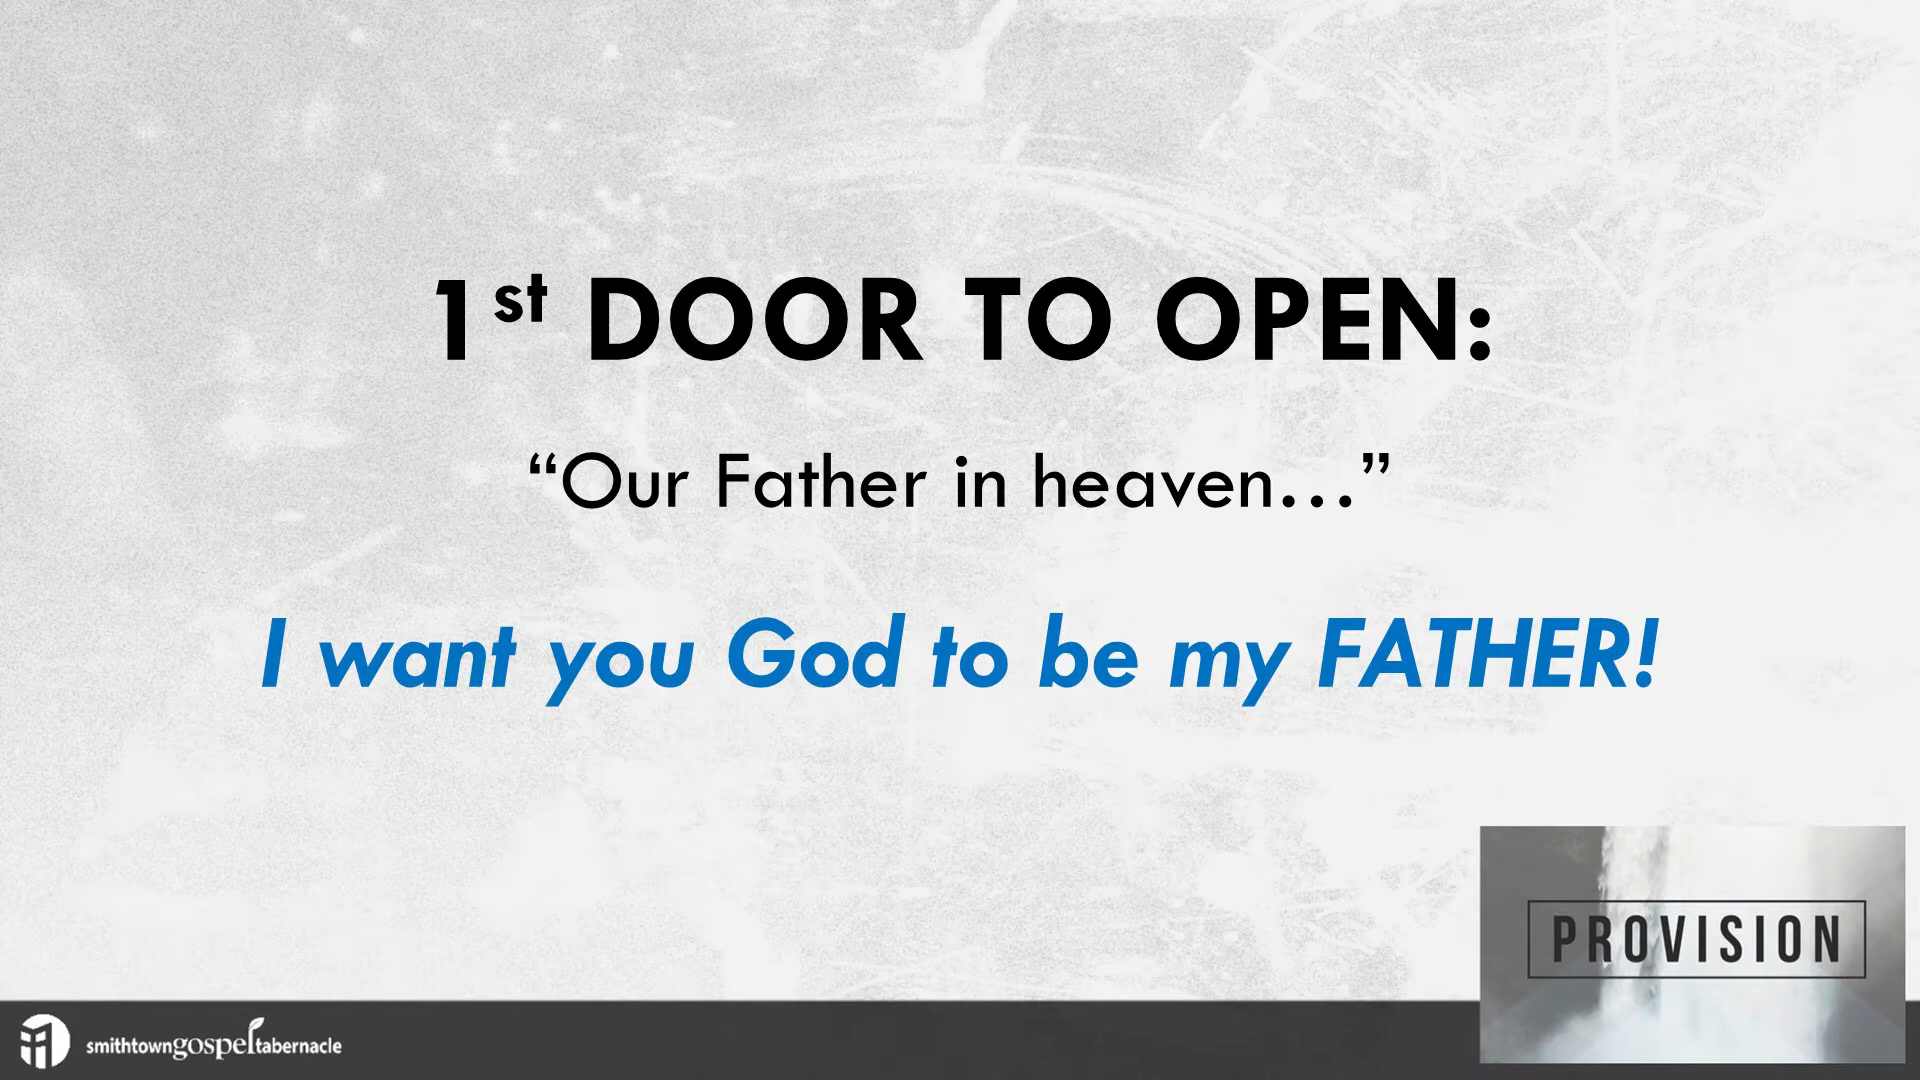 1st DOOR TO OPEN:
“Our Father in heaven…”
I want you God to be my FATHER!
PROVISION
smithtowngospeltabernacle